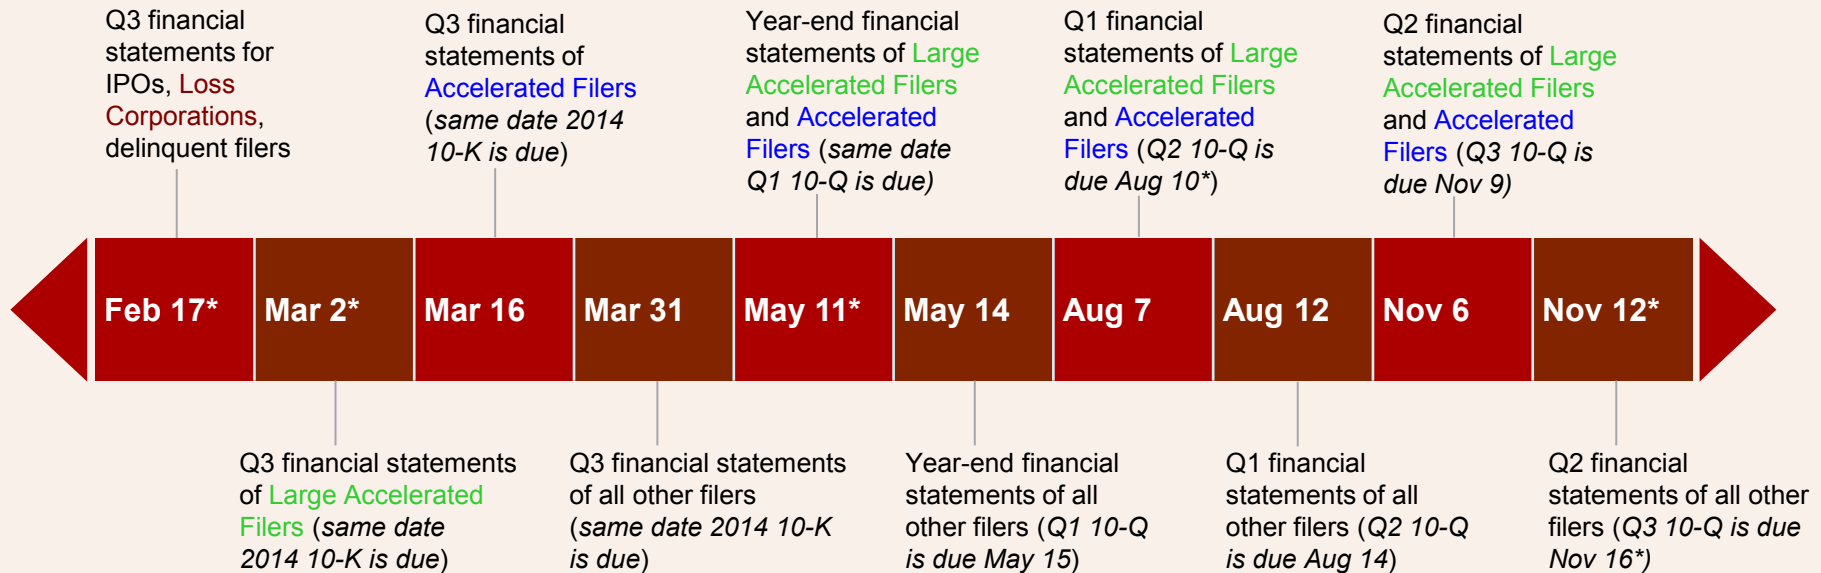 Q3 financial
statements for
IPOs, Loss
Corporations,
delinquent filers
Q3 financial
statements of
Accelerated Filers
(same date 2014
10-K is due)
Year-end financial
statements of Large
Accelerated Filers
and Accelerated
Filers (same date
Q1 10-Q is due)
Q1 financial
statements of Large
Accelerated Filers
and Accelerated
Filers (Q2 10-Q is
due Aug 10*)
Q2 financial
statements of Large
Accelerated Filers
and Accelerated
Filers (Q3 10-Q is
due Nov 9)
Feb 17*
Mar 2*
Mar 16
Mar 31
May 11*
May 14
Aug 7
Aug 12
Nov 6
Nov 12*
Q3 financial statements
of Large Accelerated
Filers (same date
2014 10-K is due)
Q3 financial statements
of all other filers
(same date 2014 10-K
is due)
Year-end financial
statements of all
other filers (Q1 10-Q
is due May 15)
Q1 financial
statements of all
other filers (Q2 10-Q
is due Aug 14)
Q2 financial
statements of all other
filers (Q3 10-Q is due
Nov 16*)